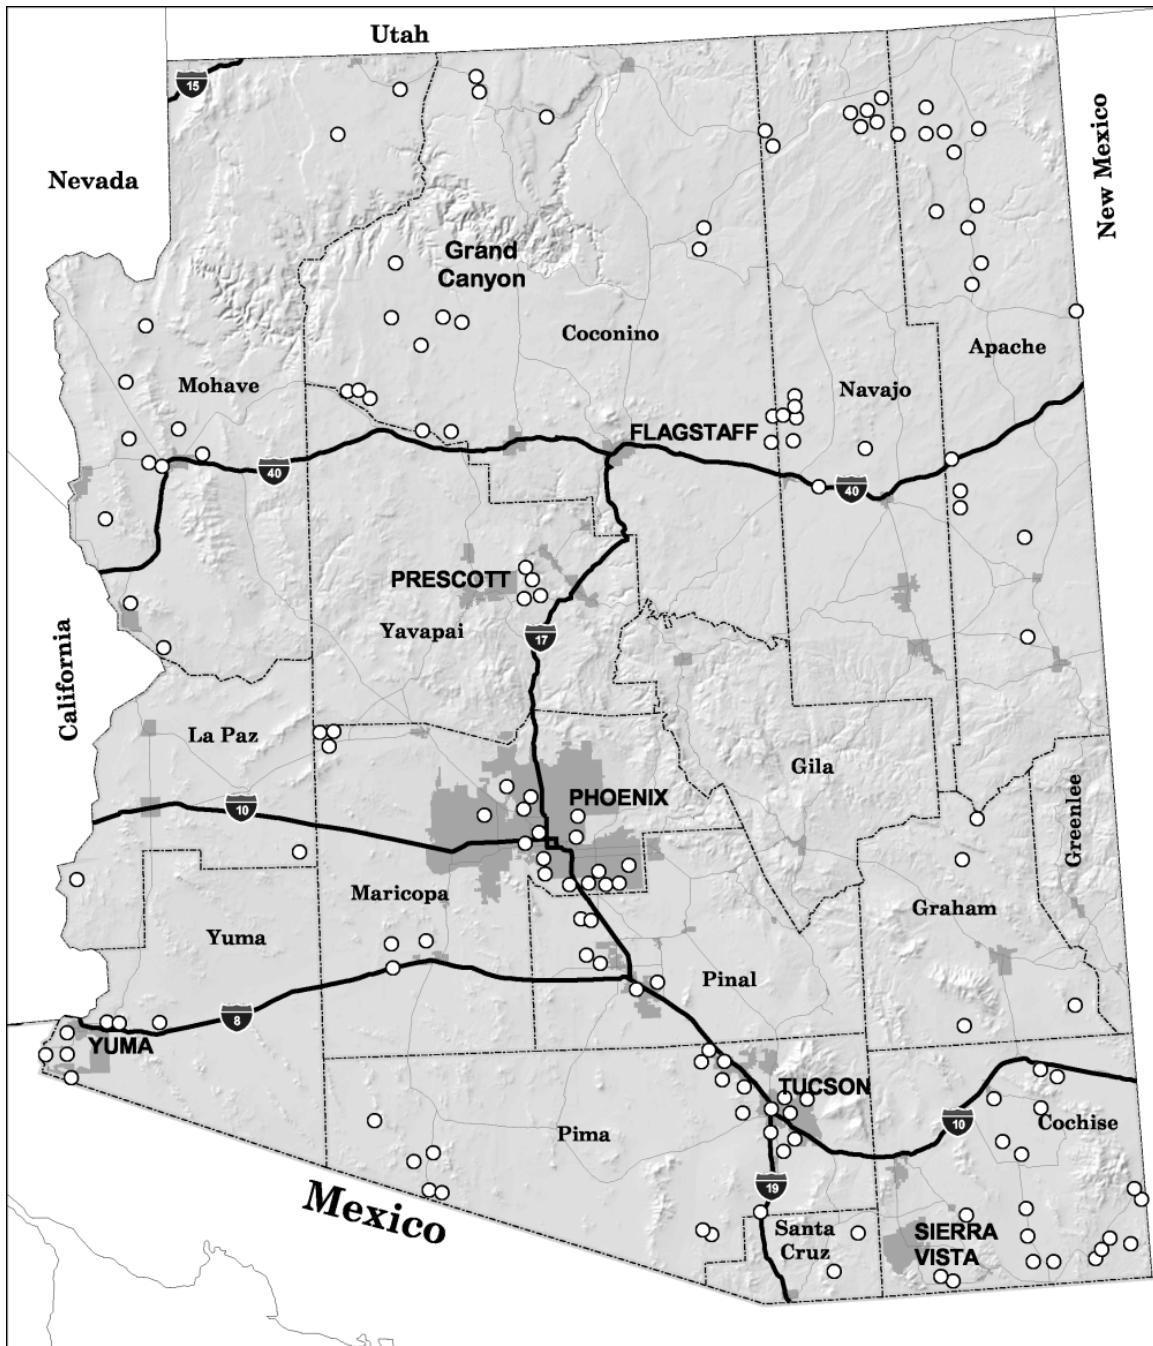 Utah
15
Nevada
New Mexico
Grand
Canyon
Coconino
Apache
Mohave
Navajo
FLAGSTAFF
40
40
PRESCOTT
Yavapai
17
California
La Paz
Gila
Greenlee
10
PHOENIX
Maricopa
Graham
Yuma
Pinal
8
YUMA
TUCSON
10
Cochise
Pima
19
Mexico
Santa
Cruz
SIERRA
VISTA